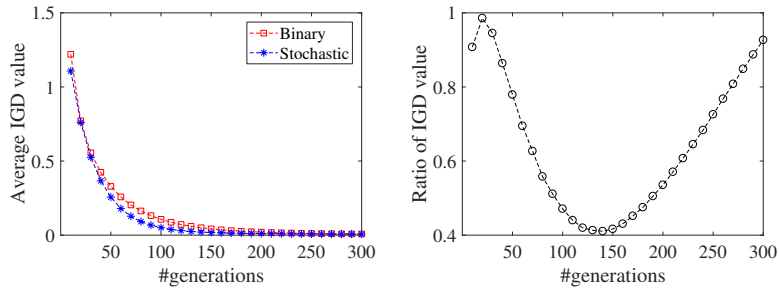 Average IGD value
1.5
1
0.5
0
Binary
Stochastic
50 100 150 200 250 300
#generations
Ratio of IGD value
1
0.8
0.6
0.4
50 100 150 200 250 300
#generations